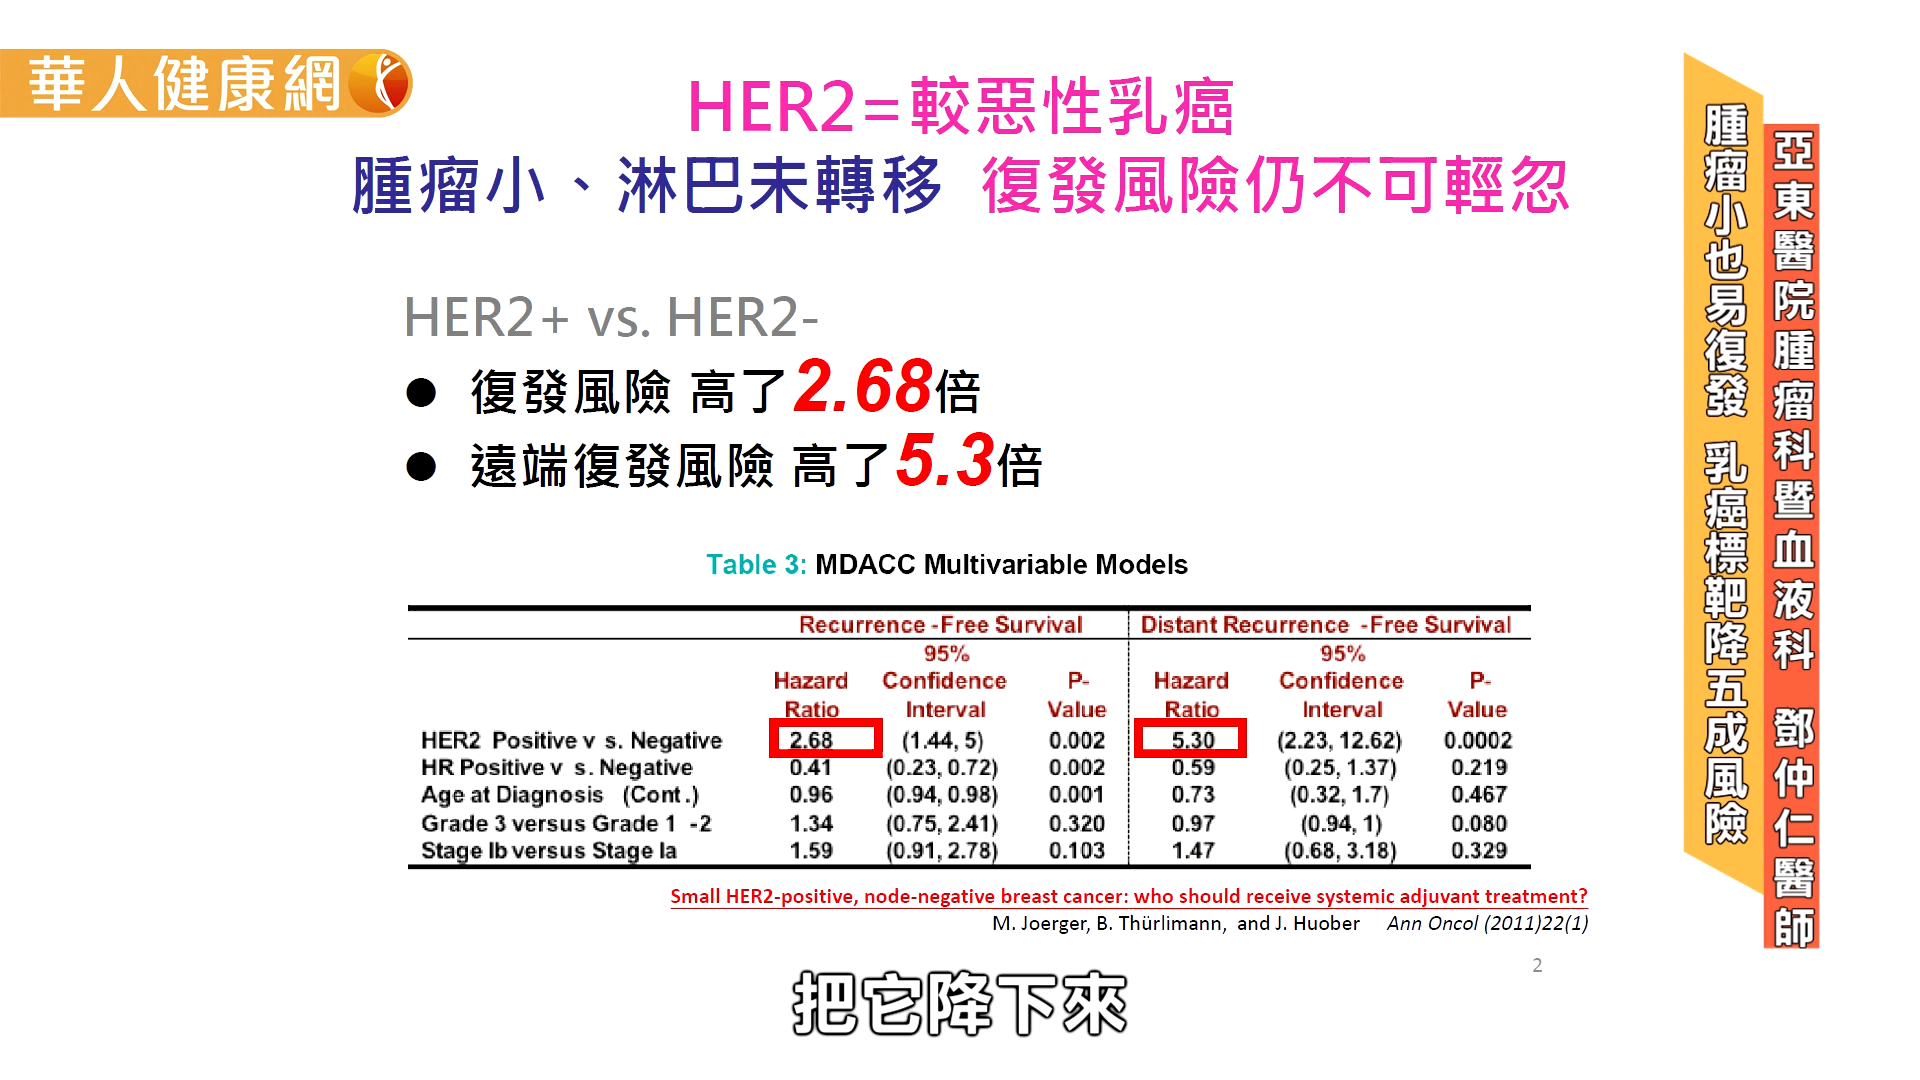 華人健康網
HER2=較惡性乳癌
腫瘤小、淋巴未轉移 復發風險仍不可輕忽
HER2+ vs. HER2-
● 復發風險 高了2.68倍
● 遠端復發風險 高了5.3倍
Table 3: MDACC Multivariable Models
Recurrence -Free Survival Distant Recurrence -Free Survival
95% 95%
Hazard Confidence P- Hazard Confidence P-
Ratio Interval Value Ratio Interval Value
HER2 Positive v s. Negative 2.68 (1.44, 5) 0.002 5.30 (2.23, 12.62) 0.0002
HR Positive v s. Negative 0.41 (0.23, 0.72) 0.002 0.59 (0.25, 1.37) 0.219
Age at Diagnosis (Cont.) 0.96 (0.94, 0.98) 0.001 0.73 (0.32, 1.7) 0.467
Grade 3 versus Grade 1 -2 1.34 (0.75, 2.41) 0.320 0.97 (0.94, 1) 0.080
Stage Ib versus Stage Ia 1.59 (0.91, 2.78) 0.103 1.47 (0.68, 3.18) 0.329
Small HER2-positive, node-negative breast cancer: who should receive systemic adjuvant treatment?
M. Joerger, B. Thürlimann, and J. Huober Ann Oncol (2011)22(1)
2
把它降下來
亞東醫院腫瘤科暨血液科 鄧仲仁醫師
腫瘤小也易復發 乳癌標靶降五成風險